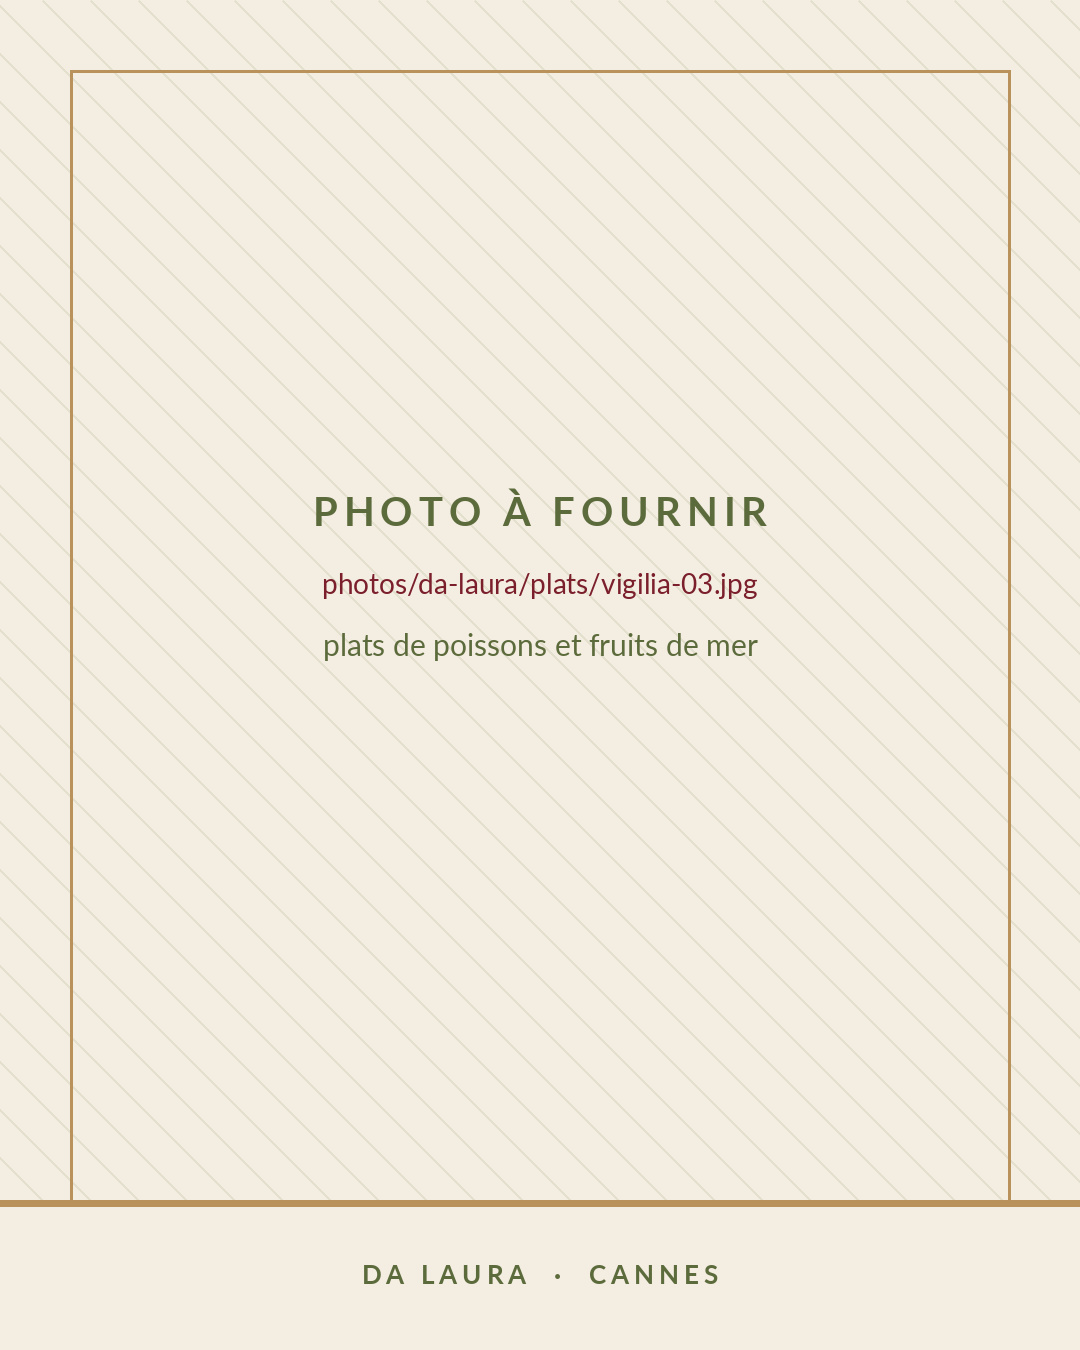 PHOTO À FOURNIR
photos/da-laura/plats/vigilia-03.jpg
plats de poissons et fruits de mer
DA LAURA · CANNES